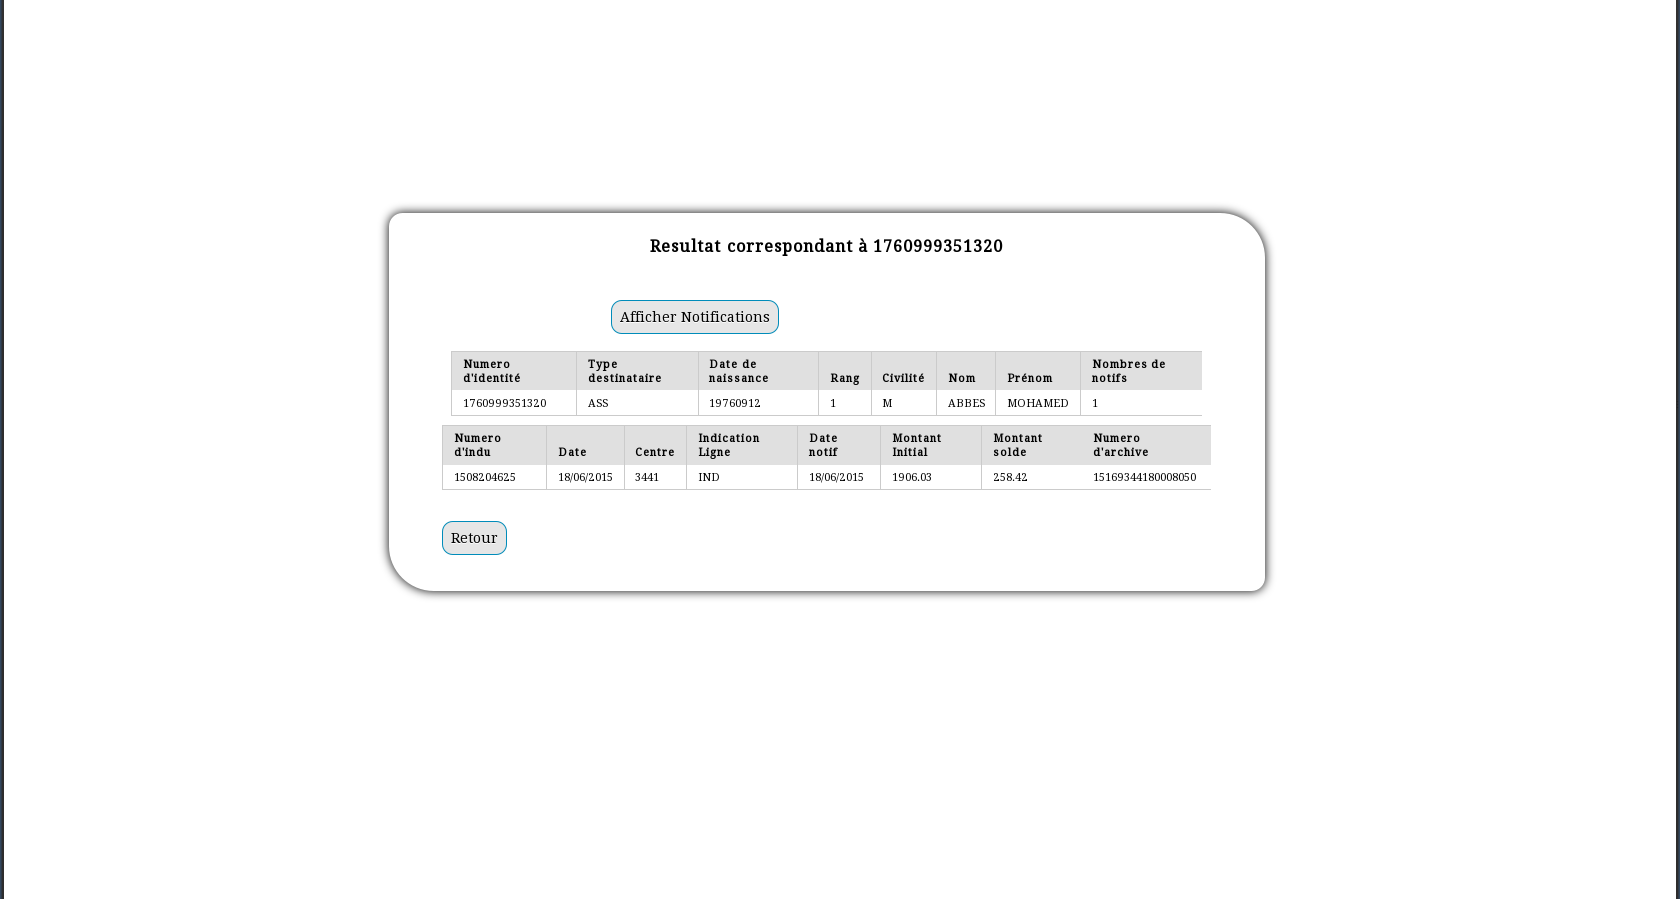 Resultat correspondant à 1760999351320
Afficher Notifications
Numero d'identité Type destinataire Date de naissance Rang Civilité Nom Prénom Nombres de notifs
1760999351320 ASS 19760912 1 M ABBES MOHAMED 1
Numero d'indu Date Centre Indication Ligne Date notif Montant Initial Montant solde Numero d'archive
1508204625 18/06/2015 3441 IND 18/06/2015 1906.03 258.42 15169344180008050
Retour